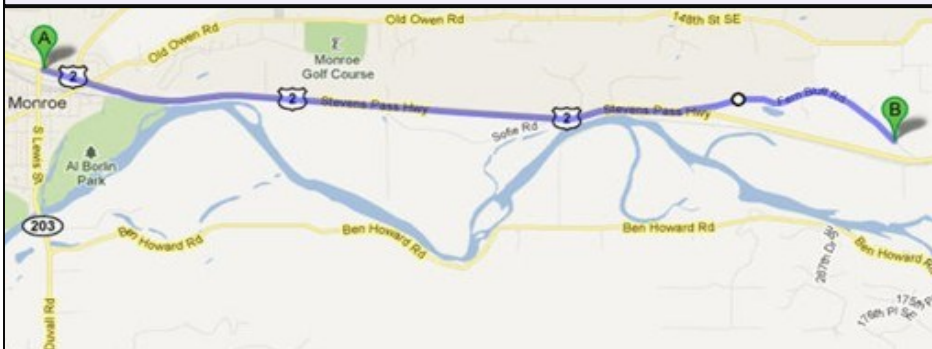 Old Owen Rd
148th St SE
A
Old Owen Rd
Monroe
Golf Course
2
Monroe
2
Stevens Pass Hwy
2
Stevens Pass Hwy
Fern Bluff Rd
B
Sofie Rd
S Lewis St
Al Borlin
Park
203
Ben Howard Rd
Ben Howard Rd
Ben Howard Rd
267th Dr SE
Ben Howard Rd
Duvall Rd
175th P
176th Pl SE